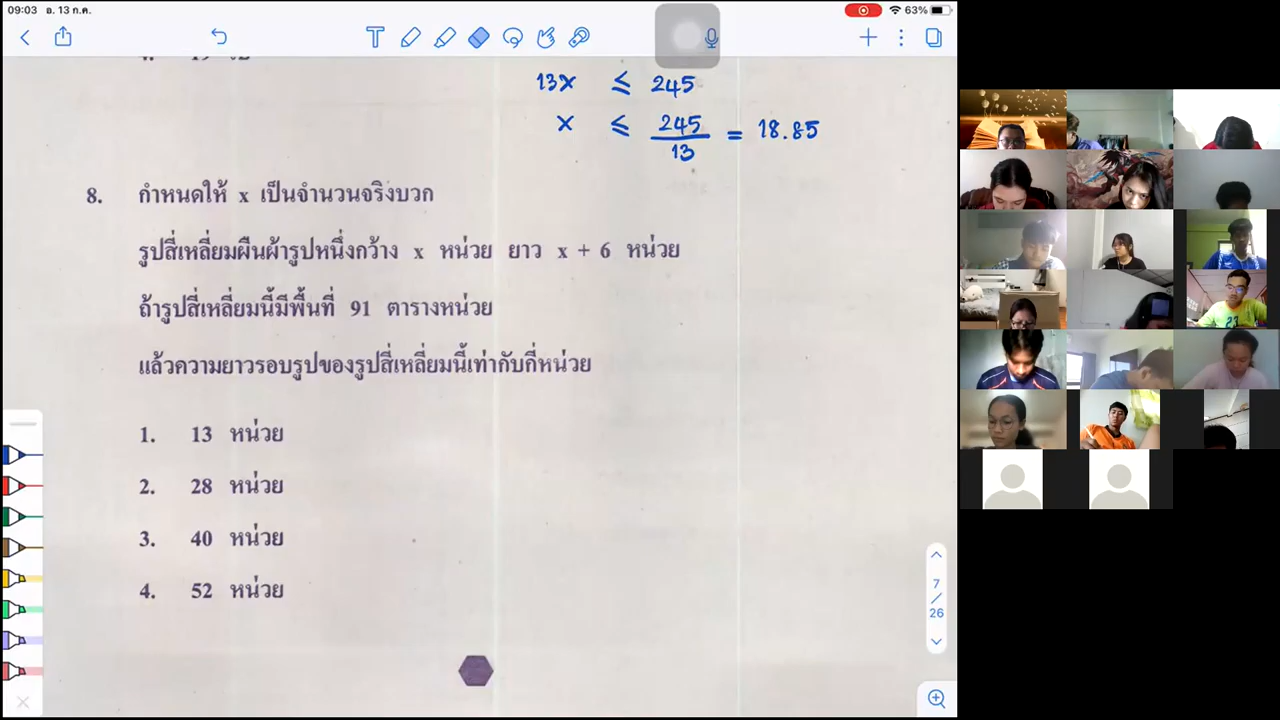 09:03 อ. 13 ก.ค.
63%
13x ≤ 245
x ≤ 245/13 = 18.85
8. กำหนดให้ x เป็นจำนวนจริงบวก
รูปสี่เหลี่ยมผืนผ้ารูปหนึ่งกว้าง x หน่วย ยาว x + 6 หน่วย
ถ้ารูปสี่เหลี่ยมนี้มีพื้นที่ 91 ตารางหน่วย
แล้วความยาวรอบรูปของรูปสี่เหลี่ยมนี้เท่ากับกี่หน่วย
1. 13 หน่วย
2. 28 หน่วย
3. 40 หน่วย
4. 52 หน่วย
7
/
26